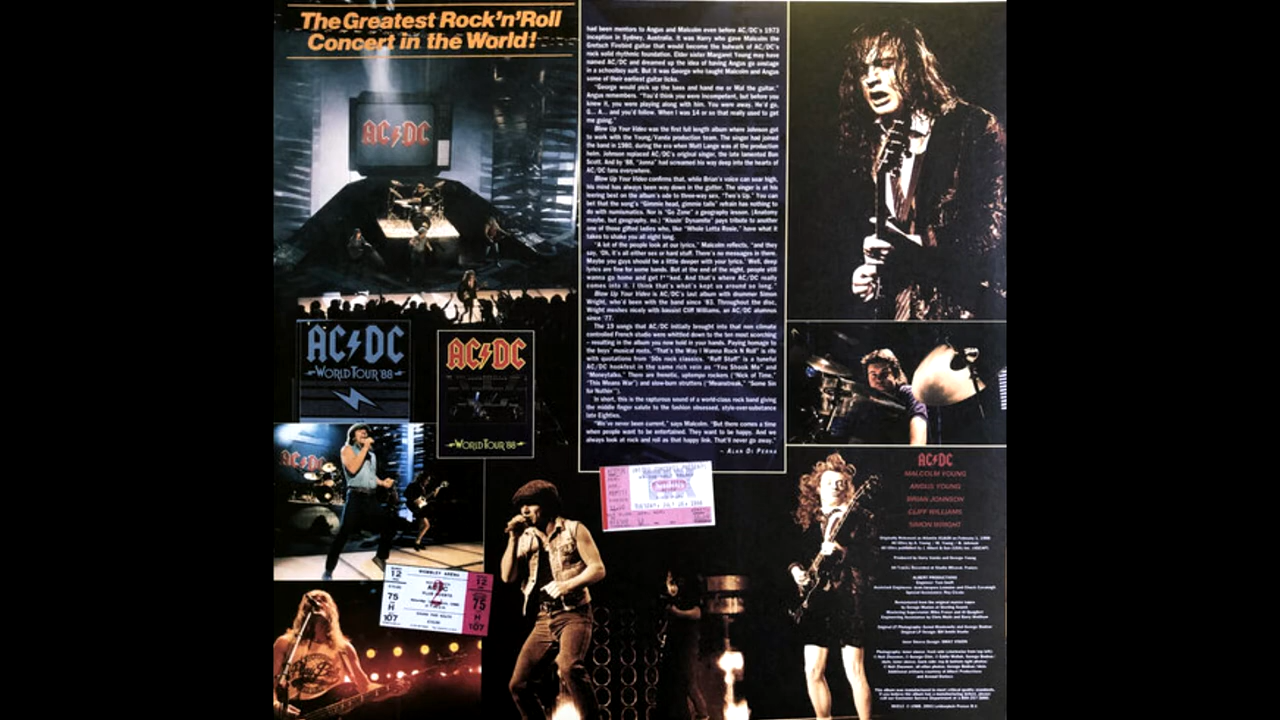 The Greatest Rock'n'Roll
Concert in the World!
AC/DC
AC/DC
WORLD TOUR '88
AC/DC
WORLD TOUR '88
had been mentors to Angus and Malcolm even before AC/DC's 1973
inception in Sydney, Australia. It was Harry who gave Malcolm the
Gretsch Firebird guitar that would become the bulwark of AC/DC's
rock solid rhythmic foundation. Elder sister Margaret Young may have
named AC/DC and dreamed up the idea of having Angus go onstage
in a schoolboy suit. But it was George who taught Malcolm and Angus
some of their earliest guitar licks.
"George would pick up the bass and hand me or Mal the guitar,"
Angus remembers. "You'd think you were incompetent, but before you
knew it, you were playing along with him. You were away. He'd go,
G... A... and you'd follow. When I was 14 or so that really used to get
me going."
Blow Up Your Video was the first full length album where Johnson got
to work with the Young/Vanda production team. The singer had joined
the band in 1980, during the era when Mutt Lange was at the production
helm. Johnson replaced AC/DC's original singer, the late lamented Bon
Scott. And by '88, "Jonna" had screamed his way deep into the hearts of
AC/DC fans everywhere.
Blow Up Your Video confirms that, while Brian's voice can soar high,
his mind has always been way down in the gutter. The singer is at his
leering best on the album's ode to three-way sex, "Two's Up." You can
bet that the song's "Gimmie head, gimmie tails" refrain has nothing to
do with numismatics. Nor is "Go Zone" a geography lesson. (Anatomy
maybe, but geography, no.) "Kissin' Dynamite" pays tribute to another
one of those gifted ladies who, like "Whole Lotta Rosie," have what it
takes to shake you all night long.
"A lot of the people look at our lyrics," Malcolm reflects, "and they
say, 'Oh, it's all either sex or hard stuff. There's no messages in there.
Maybe you guys should be a little deeper with your lyrics.' Well, deep
lyrics are fine for some bands. But at the end of the night, people still
wanna go home and get f**ked. And that's where AC/DC really
comes into it. I think that's what's kept us around so long."
Blow Up Your Video is AC/DC's last album with drummer Simon
Wright, who'd been with the band since '83. Throughout the disc,
Wright meshes nicely with bassist Cliff Williams, an AC/DC alumnus
since '77.
The 19 songs that AC/DC initially brought into that non climate
controlled French studio were whittled down to the ten most scorching
– resulting in the album you now hold in your hands. Paying homage to
the boys' musical roots, "That's the Way I Wanna Rock N Roll" is rife
with quotations from '50s rock classics. "Ruff Stuff" is a tuneful
AC/DC hookfest in the same rich vein as "You Shook Me" and
"Moneytalks." There are frenetic, uptempo rockers ("Nick of Time,"
"This Means War") and slow-burn strutters ("Meanstreak," "Some Sin
for Nuthin'").
In short, this is the rapturous sound of a world-class rock band giving
the middle finger salute to the fashion obsessed, style-over-substance
late Eighties.
"We've never been current," says Malcolm. "But there comes a time
when people want to be entertained. They want to be happy. And we
always look at rock and roll as that happy link. That'll never go away."
~ ALAN DI PERNA
WEMBLEY ARENA
12
75
H
107
12
75
H
107
AC/DC
MALCOLM YOUNG
ANGUS YOUNG
BRIAN JOHNSON
CLIFF WILLIAMS
SIMON WRIGHT
Produced by Harry Vanda and George Young
ALBERT PRODUCTIONS